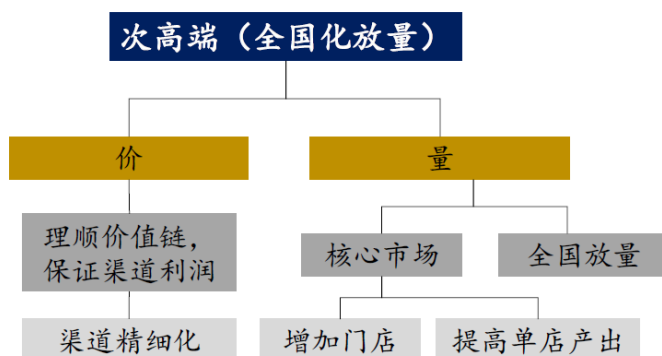 次高端（全国化放量）
价
量
理顺价值链，
保证渠道利润
核心市场
全国放量
渠道精细化
增加门店
提高单店产出